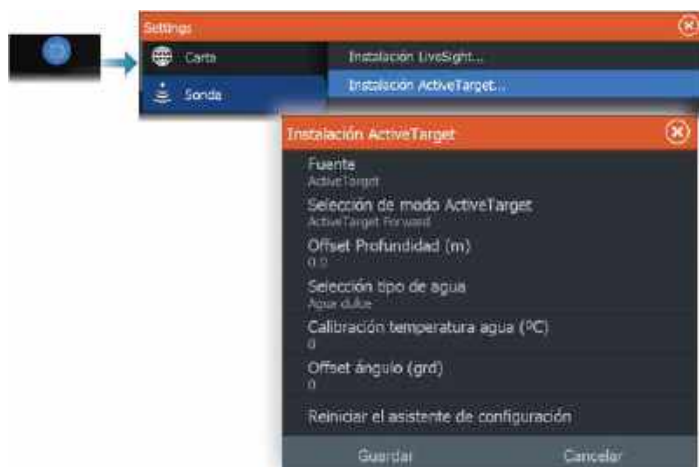 Settings
Carta
Instalación LiveSight...
Sonda
Instalación ActiveTarget...
Instalación ActiveTarget
Fuente
ActiveTarget
Selección de modo ActiveTarget
ActiveTarget Forward
Offset Profundidad (m)
0.0
Selección tipo de agua
Agua dulce
Calibración temperatura agua (ºC)
0
Offset ángulo (grd)
0
Reiniciar el asistente de configuración
Guardar
Cancelar